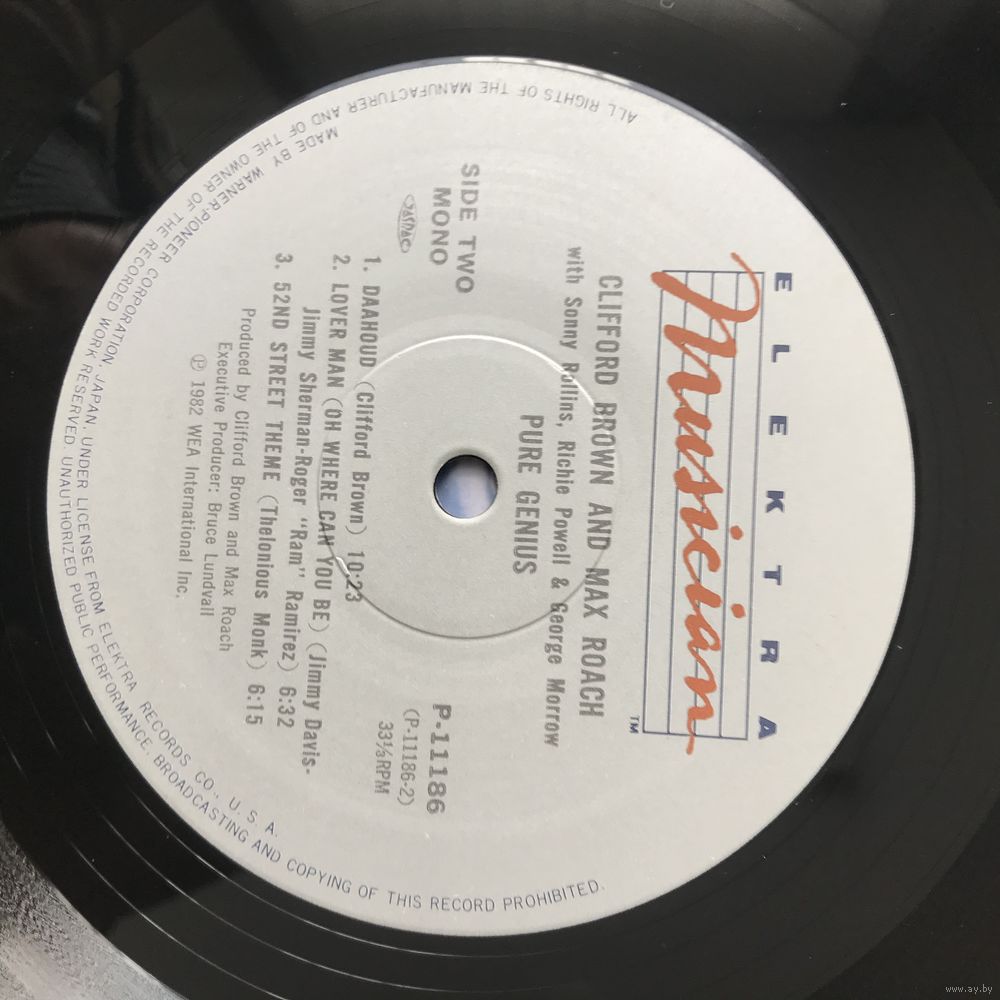 ELEKTRA
Musician
TM
CLIFFORD BROWN AND MAX ROACH
with Sonny Rollins, Richie Powell & George Morrow
PURE GENIUS
SIDE TWO
MONO
P-11186
(P-11186-2)
33⅓RPM
1. DAAHOUD (Clifford Brown) 10:23
2. LOVER MAN (OH WHERE CAN YOU BE) (Jimmy Davis-
Jimmy Sherman-Roger "Ram" Ramirez) 6:32
3. 52ND STREET THEME (Thelonious Monk) 6:15
Produced by Clifford Brown and Max Roach
Executive Producer: Bruce Lundvall
℗ 1982 WEA International Inc.
MADE BY WARNER-PIONEER CORPORATION, JAPAN, UNDER LICENSE FROM ELEKTRA RECORDS CO., U. S. A.
ALL RIGHTS OF THE MANUFACTURER AND OF THE OWNER OF THE RECORDED WORK RESERVED. UNAUTHORIZED PUBLIC PERFORMANCE, BROADCASTING AND COPYING OF THIS RECORD PROHIBITED.
www.ay.by